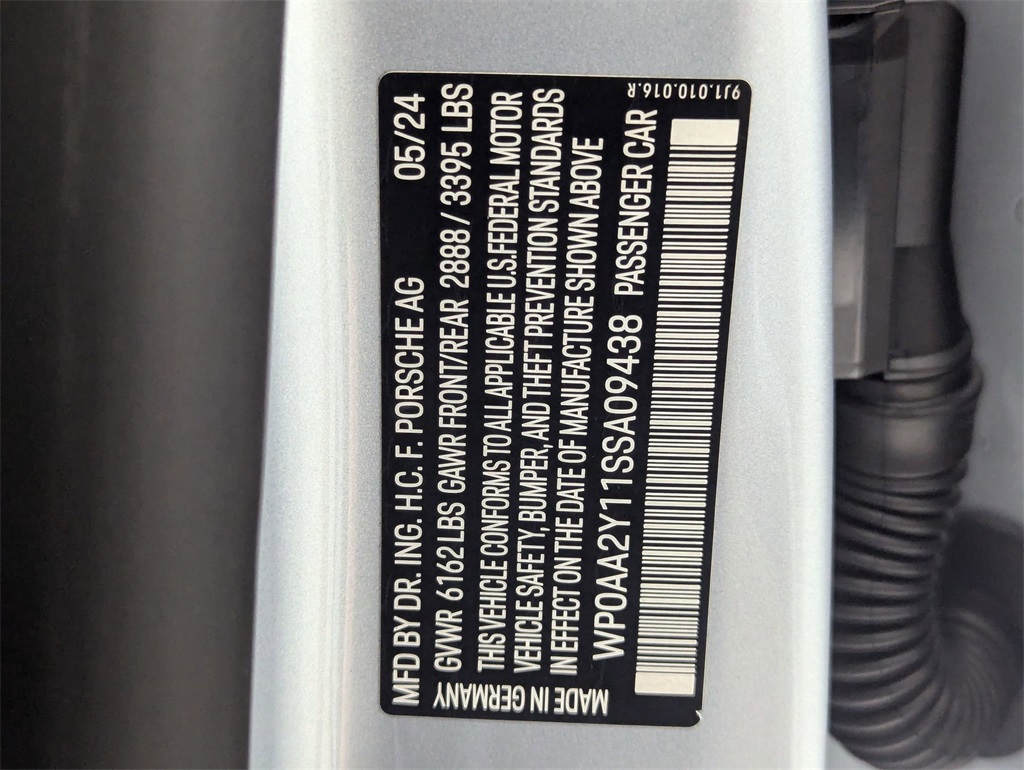 MFD BY DR. ING. H.C. F. PORSCHE AG 05/24
GVWR 6162 LBS GAWR FRONT/REAR 2888 / 3395 LBS
THIS VEHICLE CONFORMS TO ALL APPLICABLE U.S. FEDERAL MOTOR
VEHICLE SAFETY, BUMPER, AND THEFT PREVENTION STANDARDS
IN EFFECT ON THE DATE OF MANUFACTURE SHOWN ABOVE
WP0AA2Y11SSA09438 PASSENGER CAR
MADE IN GERMANY
9J1.010.016.R